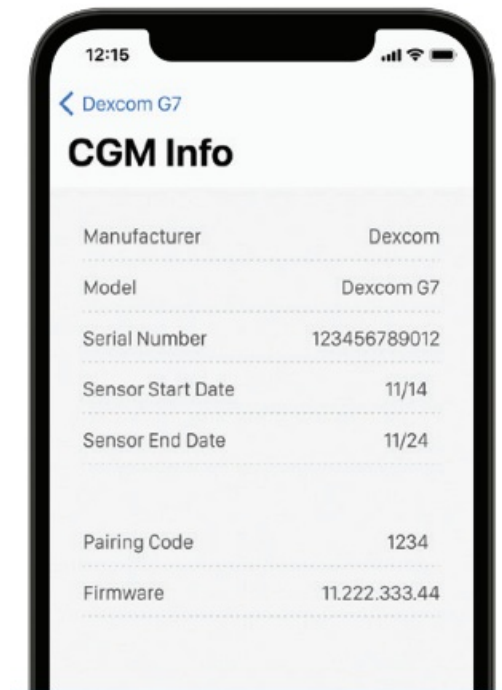 12:15
Dexcom G7
CGM Info
Manufacturer Dexcom
Model Dexcom G7
Serial Number 123456789012
Sensor Start Date 11/14
Sensor End Date 11/24
Pairing Code 1234
Firmware 11.222.333.44